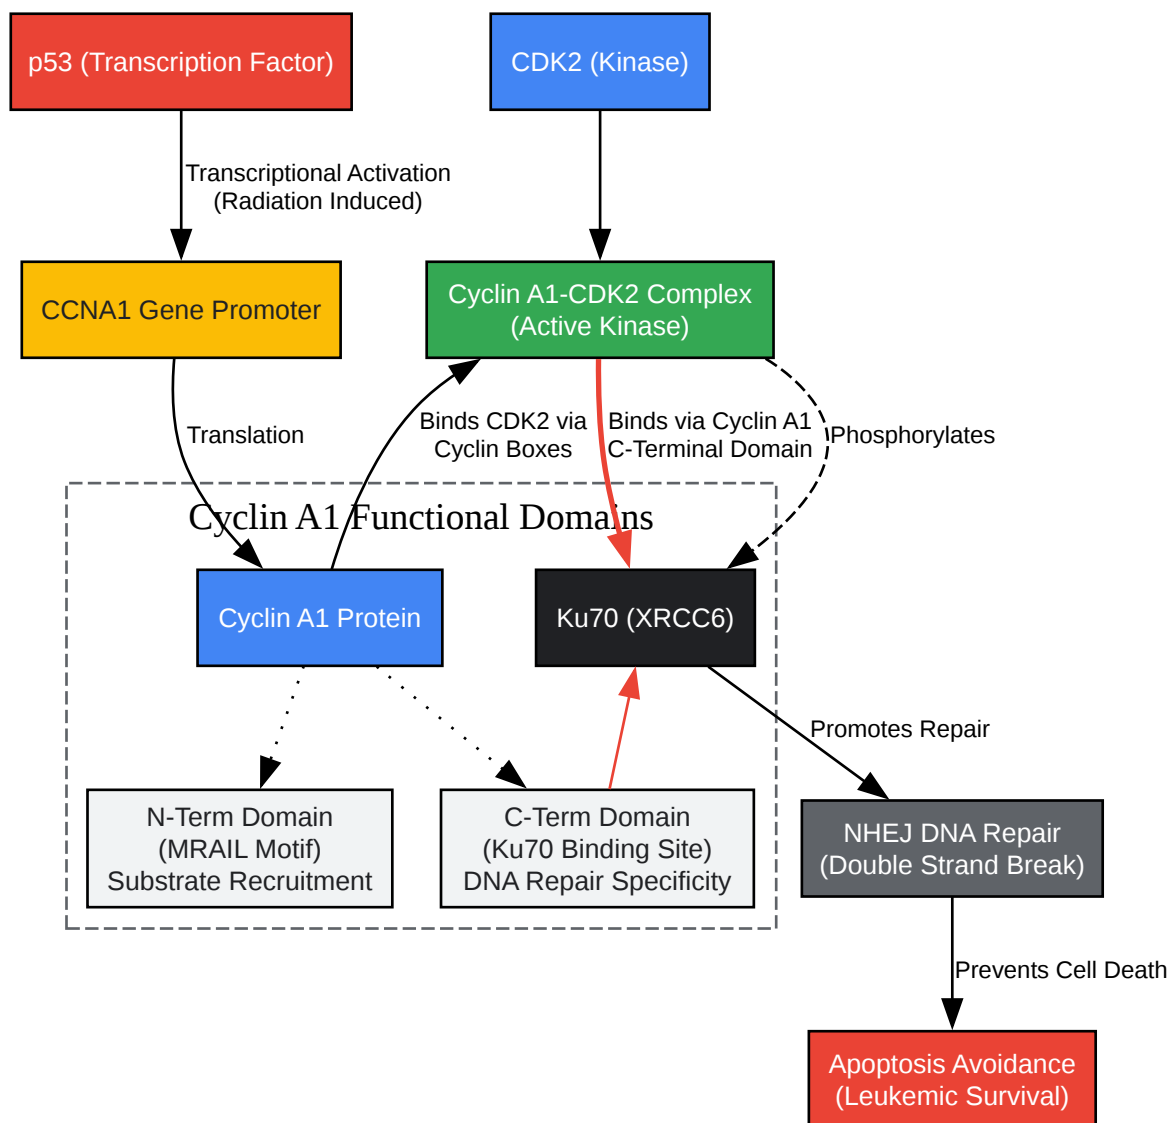 p53 (Transcription Factor)
CDK2 (Kinase)
Transcriptional Activation
(Radiation Induced)
CCNA1 Gene Promoter
Cyclin A1-CDK2 Complex
(Active Kinase)
Translation
Binds CDK2 via
Cyclin Boxes
Binds via Cyclin A1
C-Terminal Domain
Phosphorylates
Cyclin A1 Functional Domains
Cyclin A1 Protein
Ku70 (XRCC6)
Promotes Repair
N-Term Domain
(MRAIL Motif)
Substrate Recruitment
C-Term Domain
(Ku70 Binding Site)
DNA Repair Specificity
NHEJ DNA Repair
(Double Strand Break)
Prevents Cell Death
Apoptosis Avoidance
(Leukemic Survival)